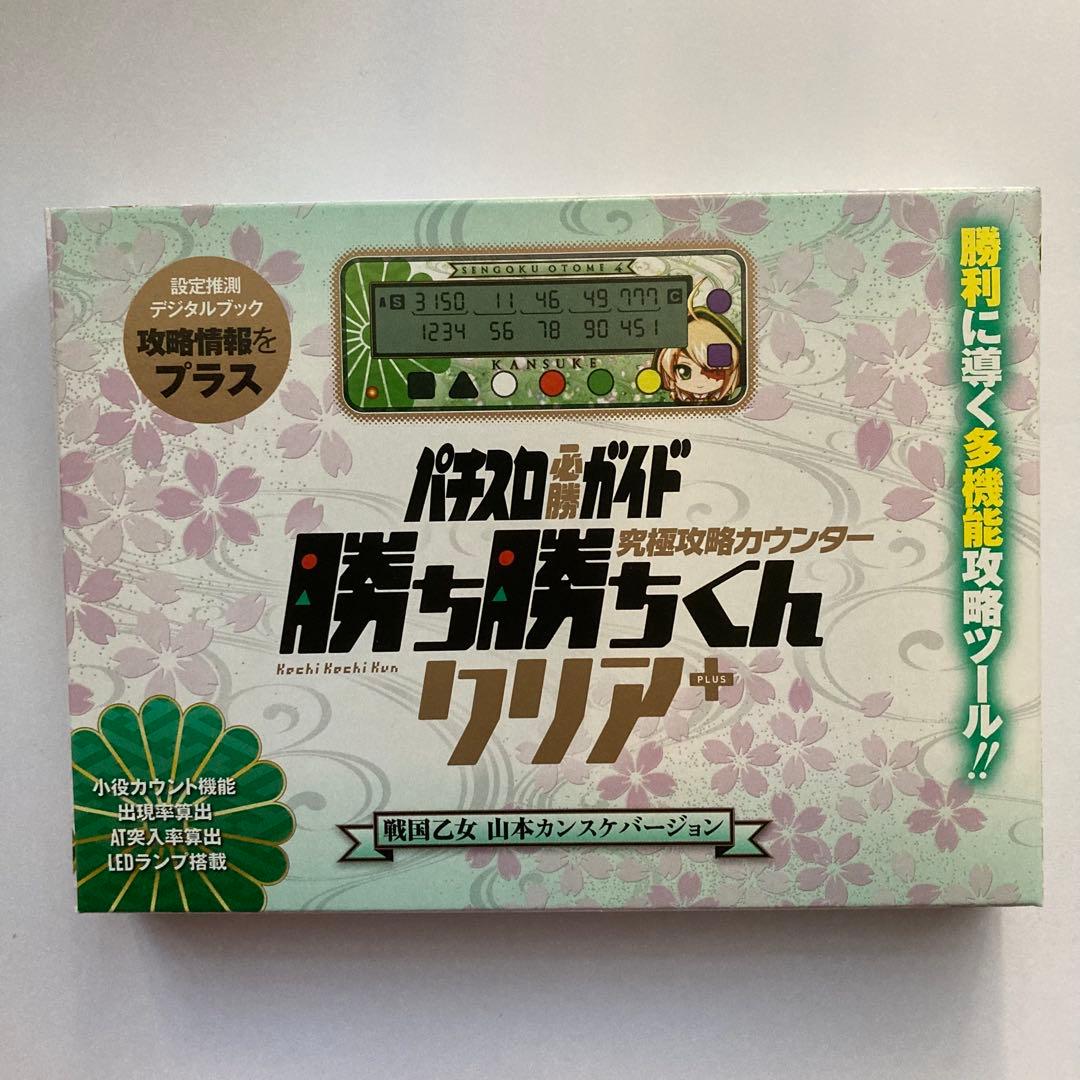 設定推測
デジタルブック
攻略情報を
プラス
SENGOKU OTOME 4
A S 3150 11 46 49 777 C
1234 56 78 90 451
KANSUKE
パチスロ必勝ガイド
究極攻略カウンター
勝ち勝ちくん
Kachi Kachi Kun
クリア+
PLUS
戦国乙女 山本カンスケバージョン
小役カウント機能
出現率算出
AT突入率算出
LEDランプ搭載
勝利に導く多機能攻略ツール!!